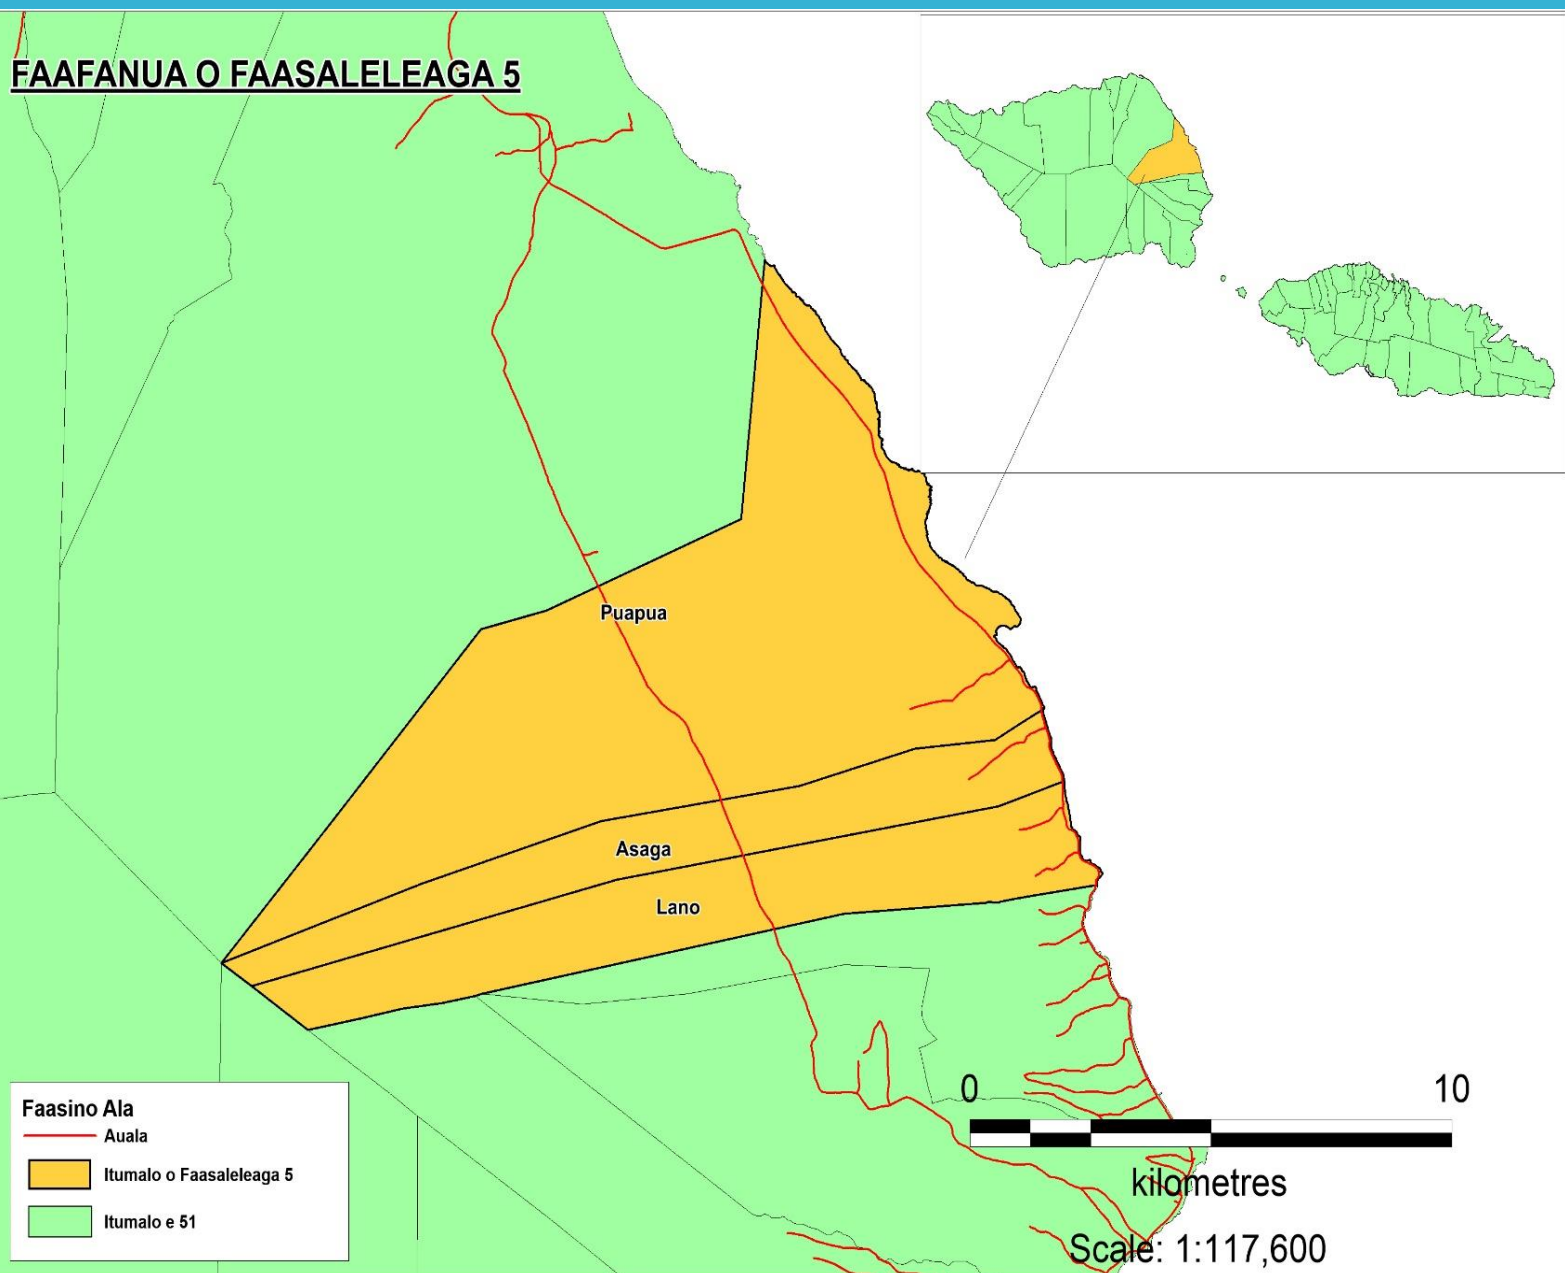 FAAFANUA O FAASALELEAGA 5
Puapua
Asaga
Lano
Faasino Ala
Auala
Itumalo o Faasaleleaga 5
Itumalo e 51
0 10
kilometres
Scale: 1:117,600